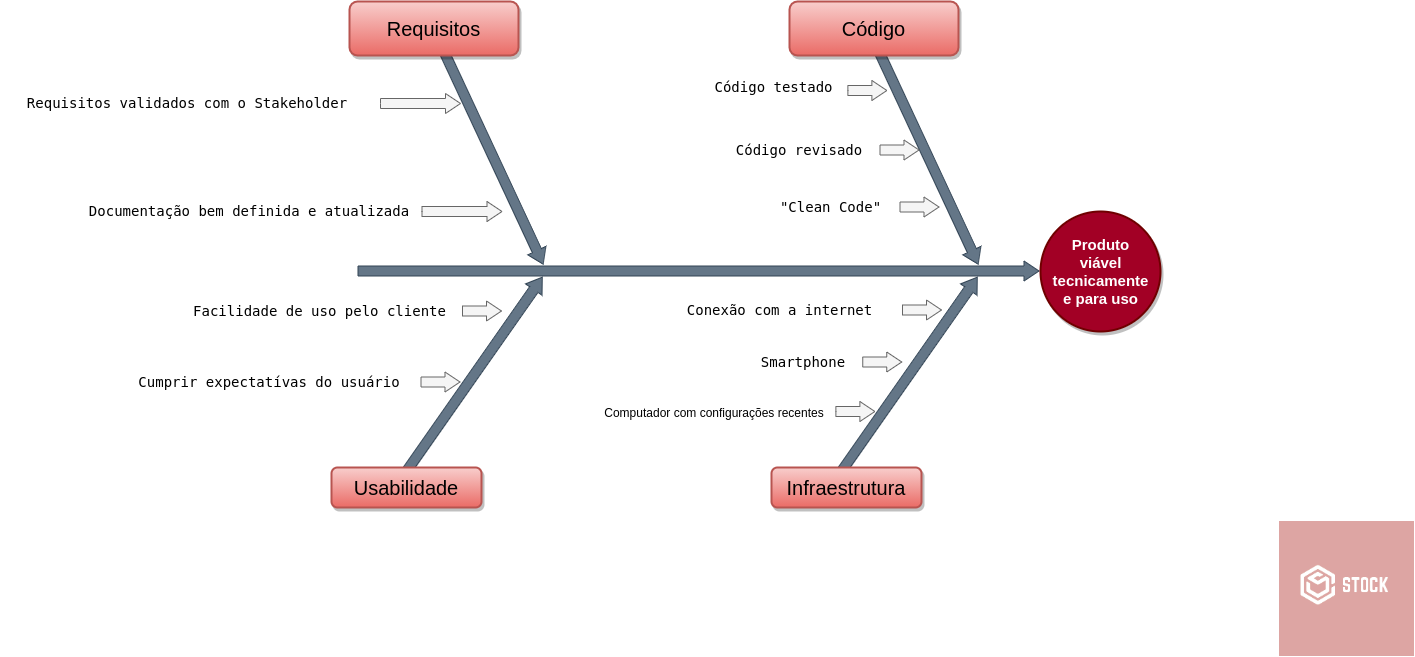 Requisitos
Código
Código testado
Requisitos validados com o Stakeholder
Código revisado
Documentação bem definida e atualizada
"Clean Code"
Produto
viável
tecnicamente
e para uso
Facilidade de uso pelo cliente
Conexão com a internet
Smartphone
Cumprir expectatívas do usuário
Computador com configurações recentes
Usabilidade
Infraestrutura
STOCK